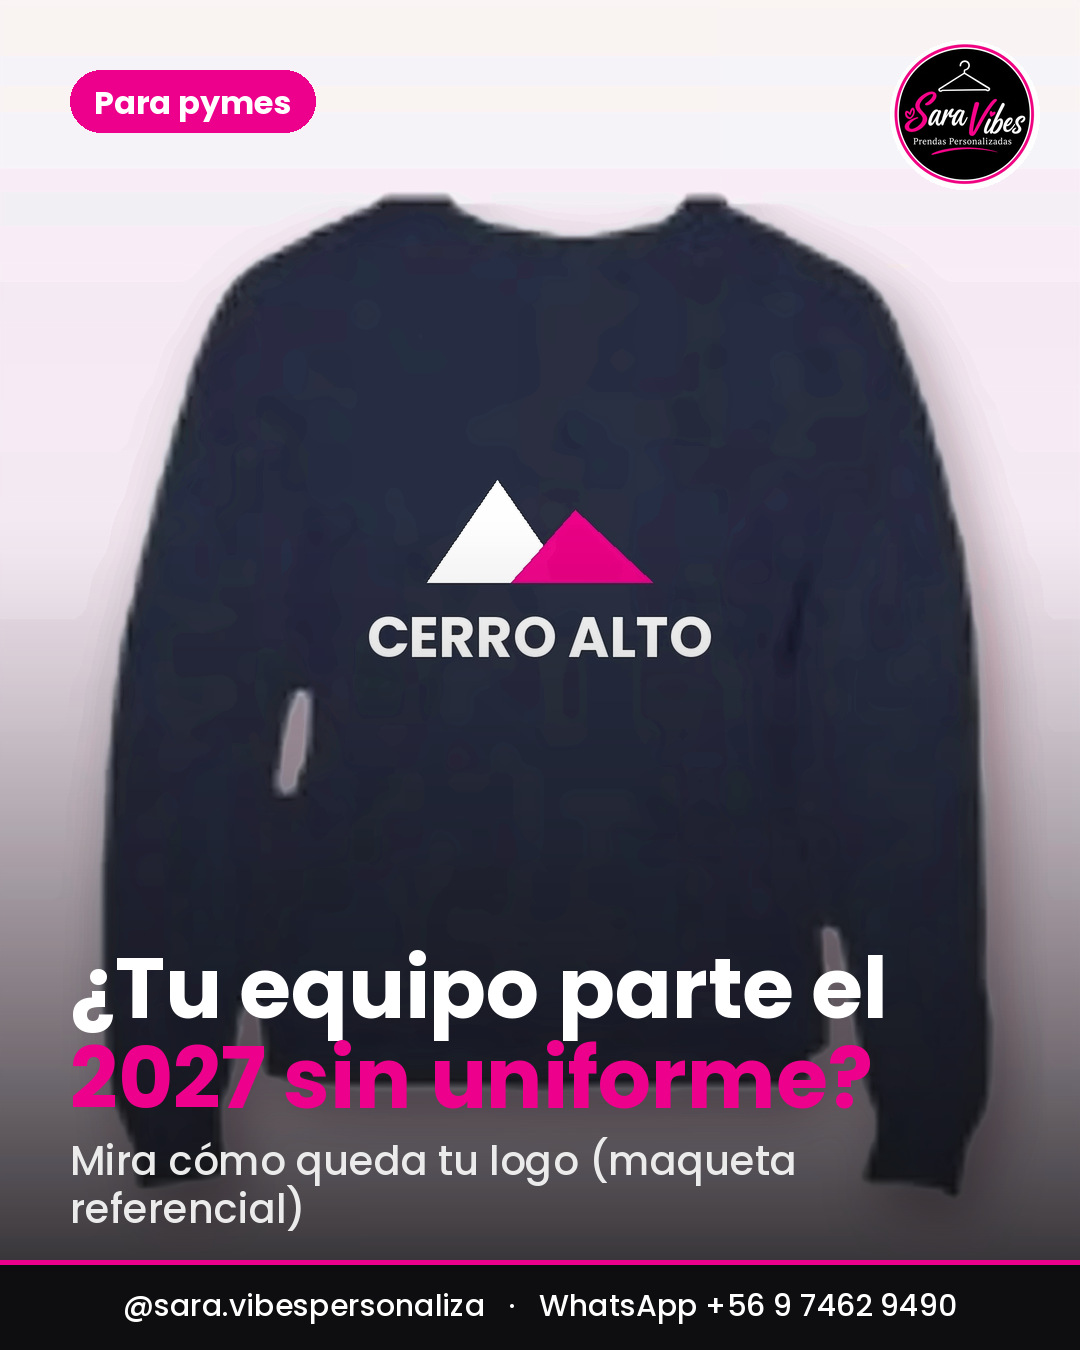 Para pymes
Sara Vibes
Prendas Personalizadas
CERRO ALTO
¿Tu equipo parte el
2027 sin uniforme?
Mira cómo queda tu logo (maqueta
referencial)
@sara.vibespersonaliza · WhatsApp +56 9 7462 9490